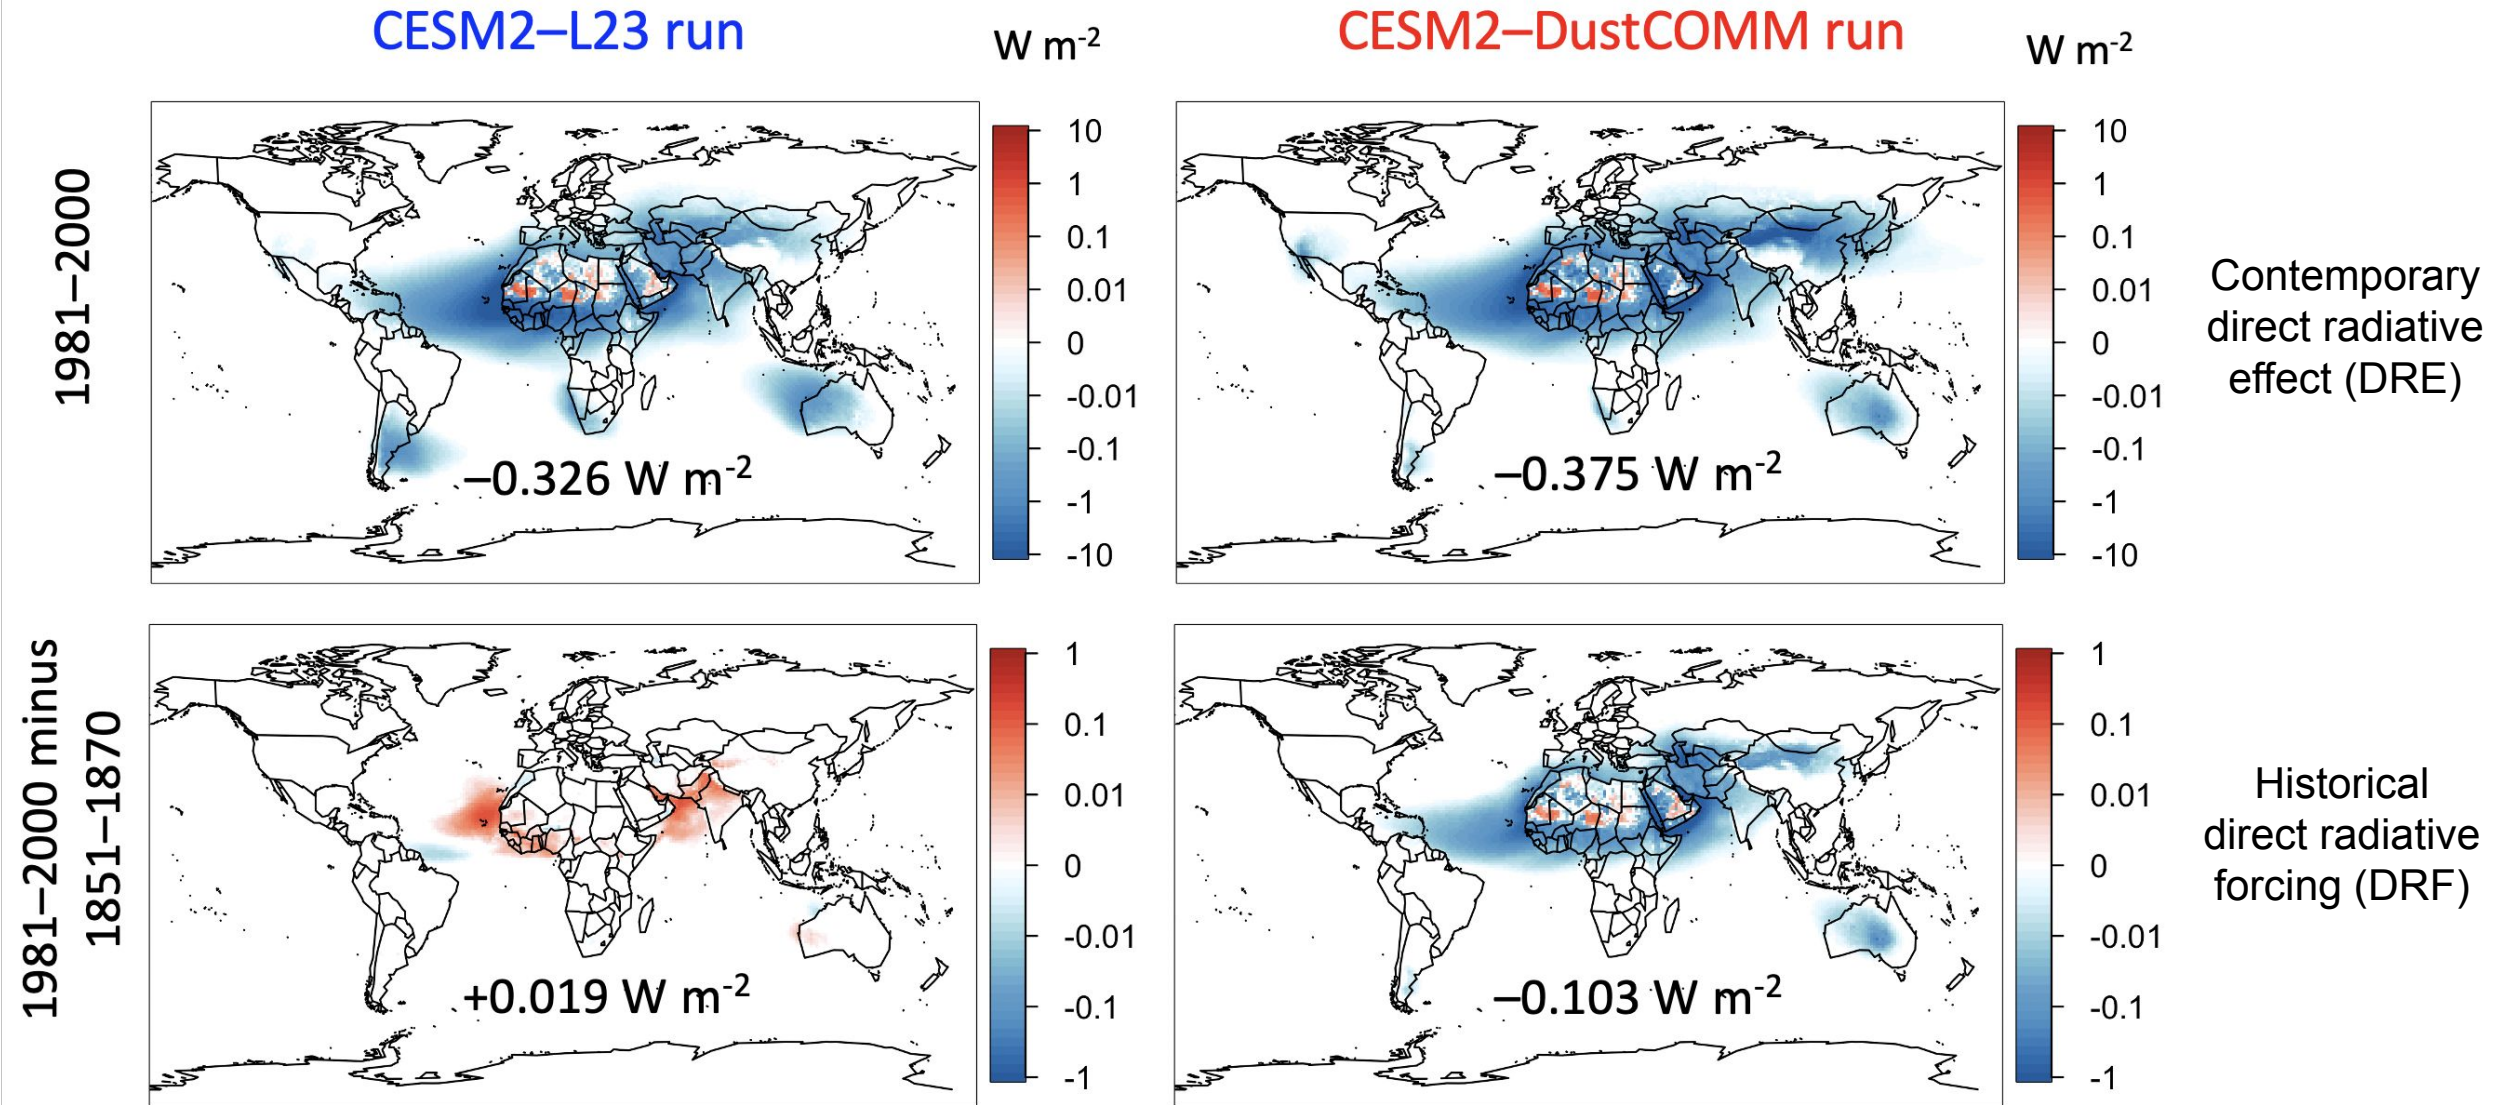 CESM2–L23 run
W m-2
CESM2–DustCOMM run
W m-2
1981–2000
10
1
0.1
0.01
0
-0.01
-0.1
-1
-10
–0.326 W m-2
10
1
0.1
0.01
0
-0.01
-0.1
-1
-10
–0.375 W m-2
Contemporary
direct radiative
effect (DRE)
1981–2000 minus
1851–1870
1
0.1
0.01
0
-0.01
-0.1
-1
+0.019 W m-2
1
0.1
0.01
0
-0.01
-0.1
-1
–0.103 W m-2
Historical
direct radiative
forcing (DRF)